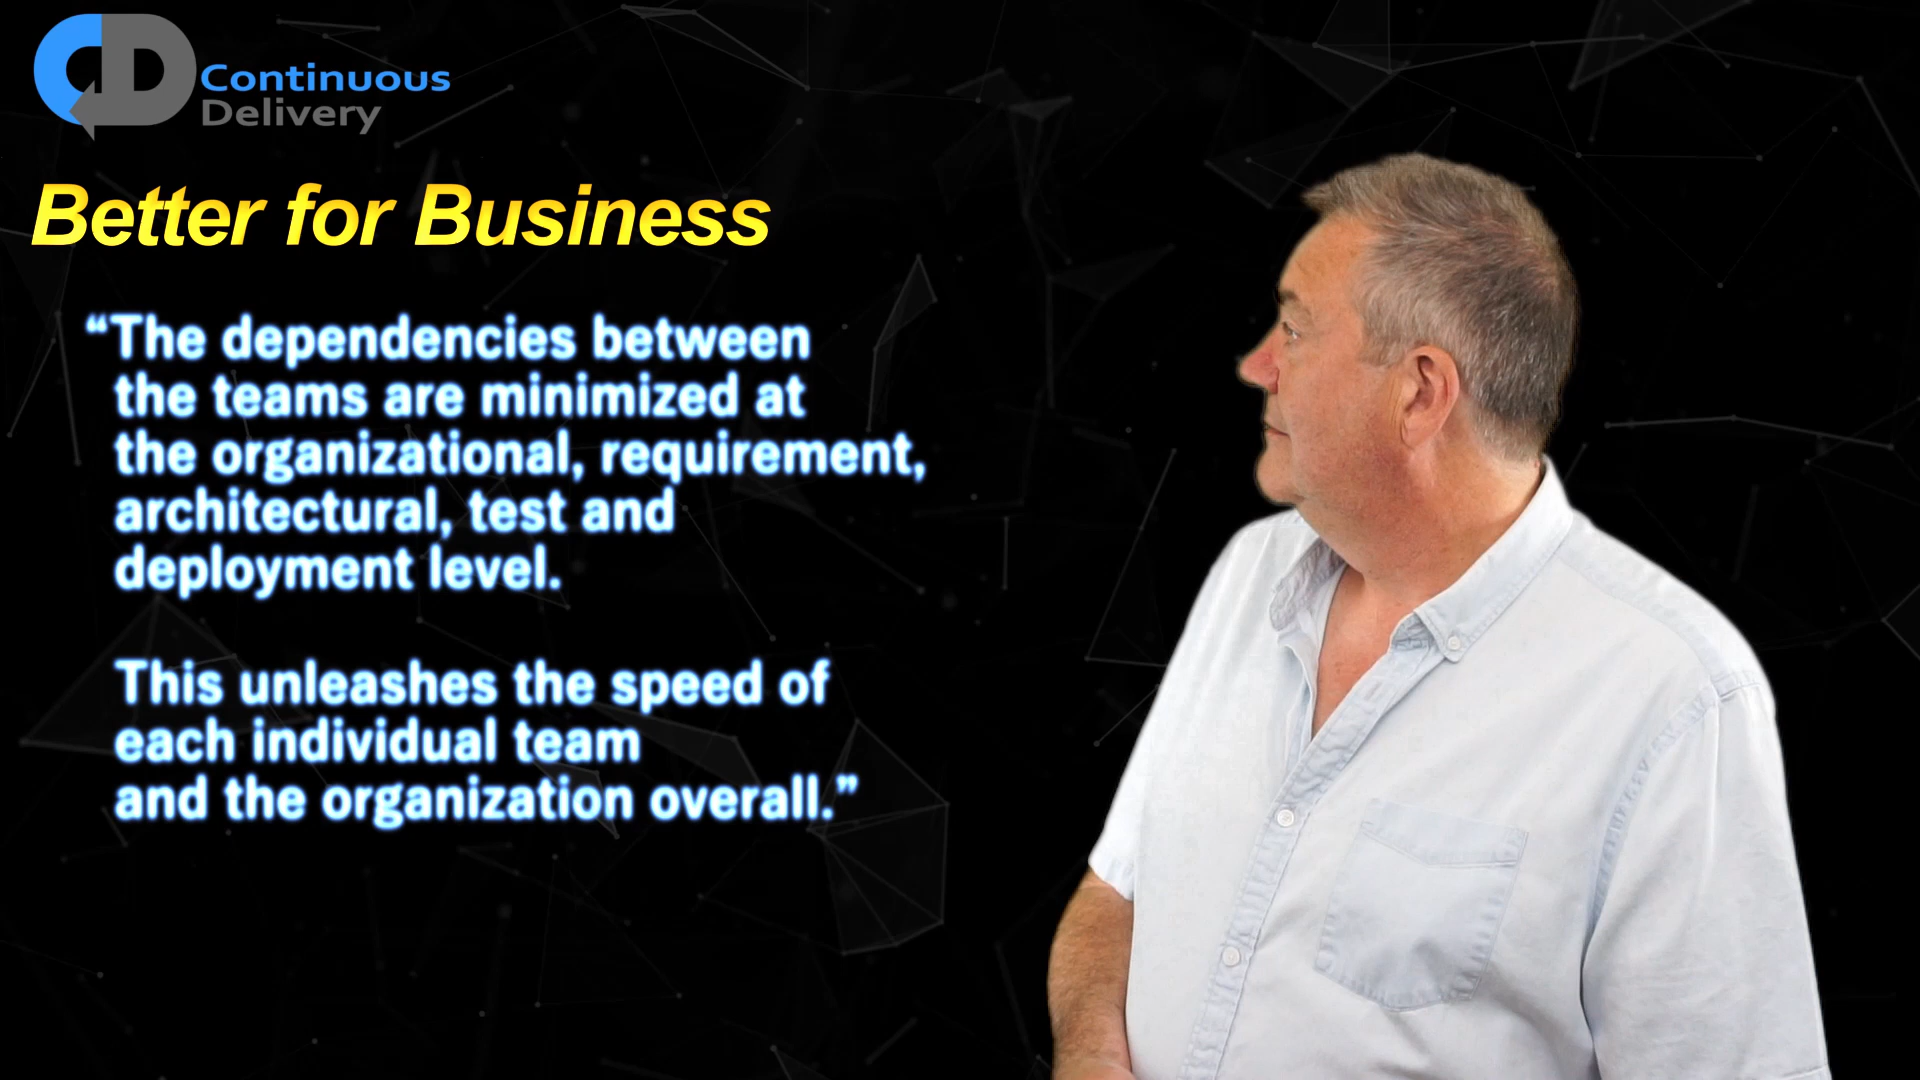 CD
Continuous
Delivery
Better for Business
“The dependencies between
the teams are minimized at
the organizational, requirement,
architectural, test and
deployment level.
This unleashes the speed of
each individual team
and the organization overall.”